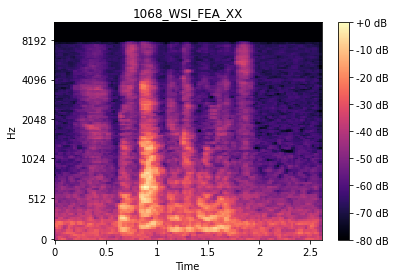 1068_WSI_FEA_XX
+0 dB
8192
-10 dB
4096
-20 dB
-30 dB
2048
Hz
-40 dB
1024
-50 dB
512
-60 dB
-70 dB
0
-80 dB
0 0.5 1 1.5 2 2.5
Time